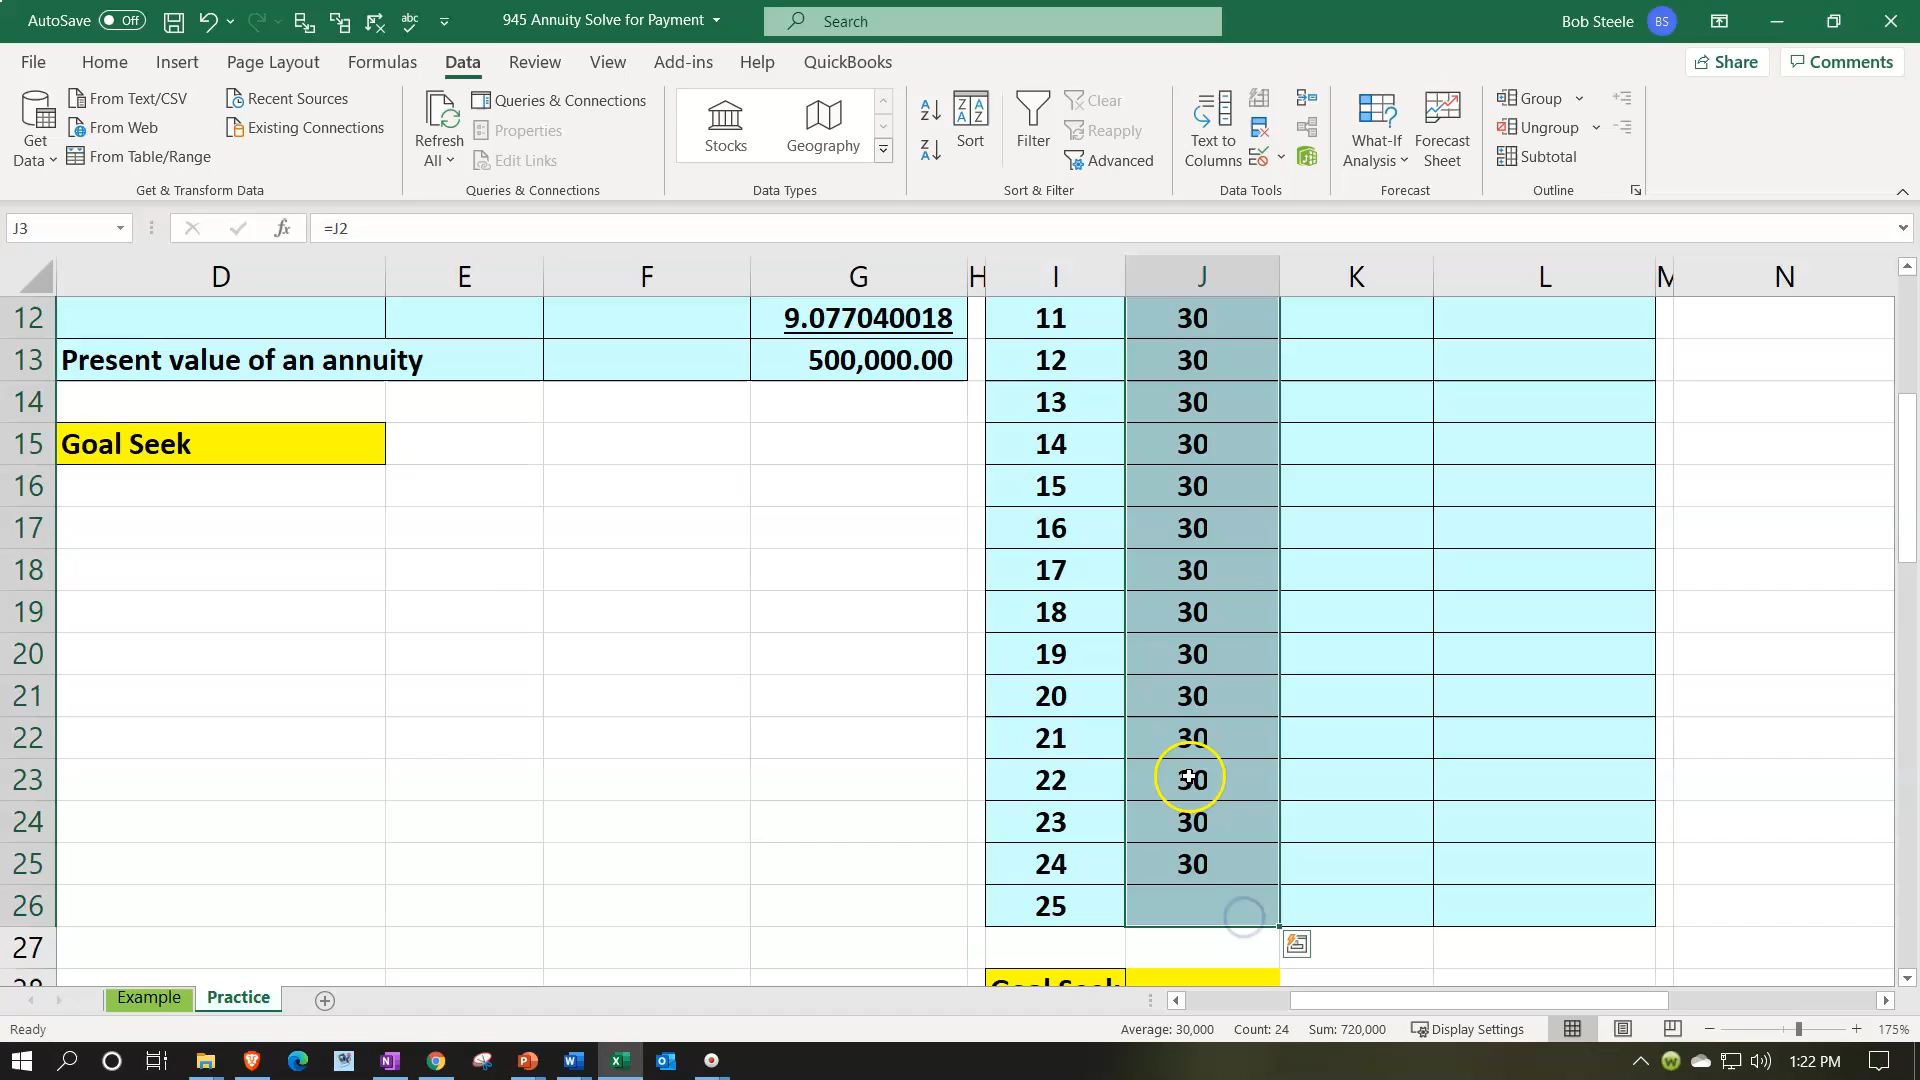 AutoSave Off 945 Annuity Solve for Payment Search Bob Steele BS
File Home Insert Page Layout Formulas Data Review View Add-ins Help QuickBooks Share Comments
Get Data From Text/CSV From Web From Table/Range Recent Sources Existing Connections
Get & Transform Data
Refresh All Queries & Connections Properties Edit Links
Queries & Connections
Stocks Geography
Data Types
Sort Filter Clear Reapply Advanced
Sort & Filter
Text to Columns
Data Tools
What-If Analysis Forecast Sheet
Forecast
Group Ungroup Subtotal
Outline
J3 fx =J2
D E F G H I J K L M N
12 9.077040018 11 30
13 Present value of an annuity 500,000.00 12 30
14 13 30
15 Goal Seek 14 30
16 15 30
17 16 30
18 17 30
19 18 30
20 19 30
21 20 30
22 21 30
23 22 30
24 23 30
25 24 30
26 25
27
28 Goal Seek
Example Practice
Ready Average: 30,000 Count: 24 Sum: 720,000 Display Settings 175%
1:22 PM